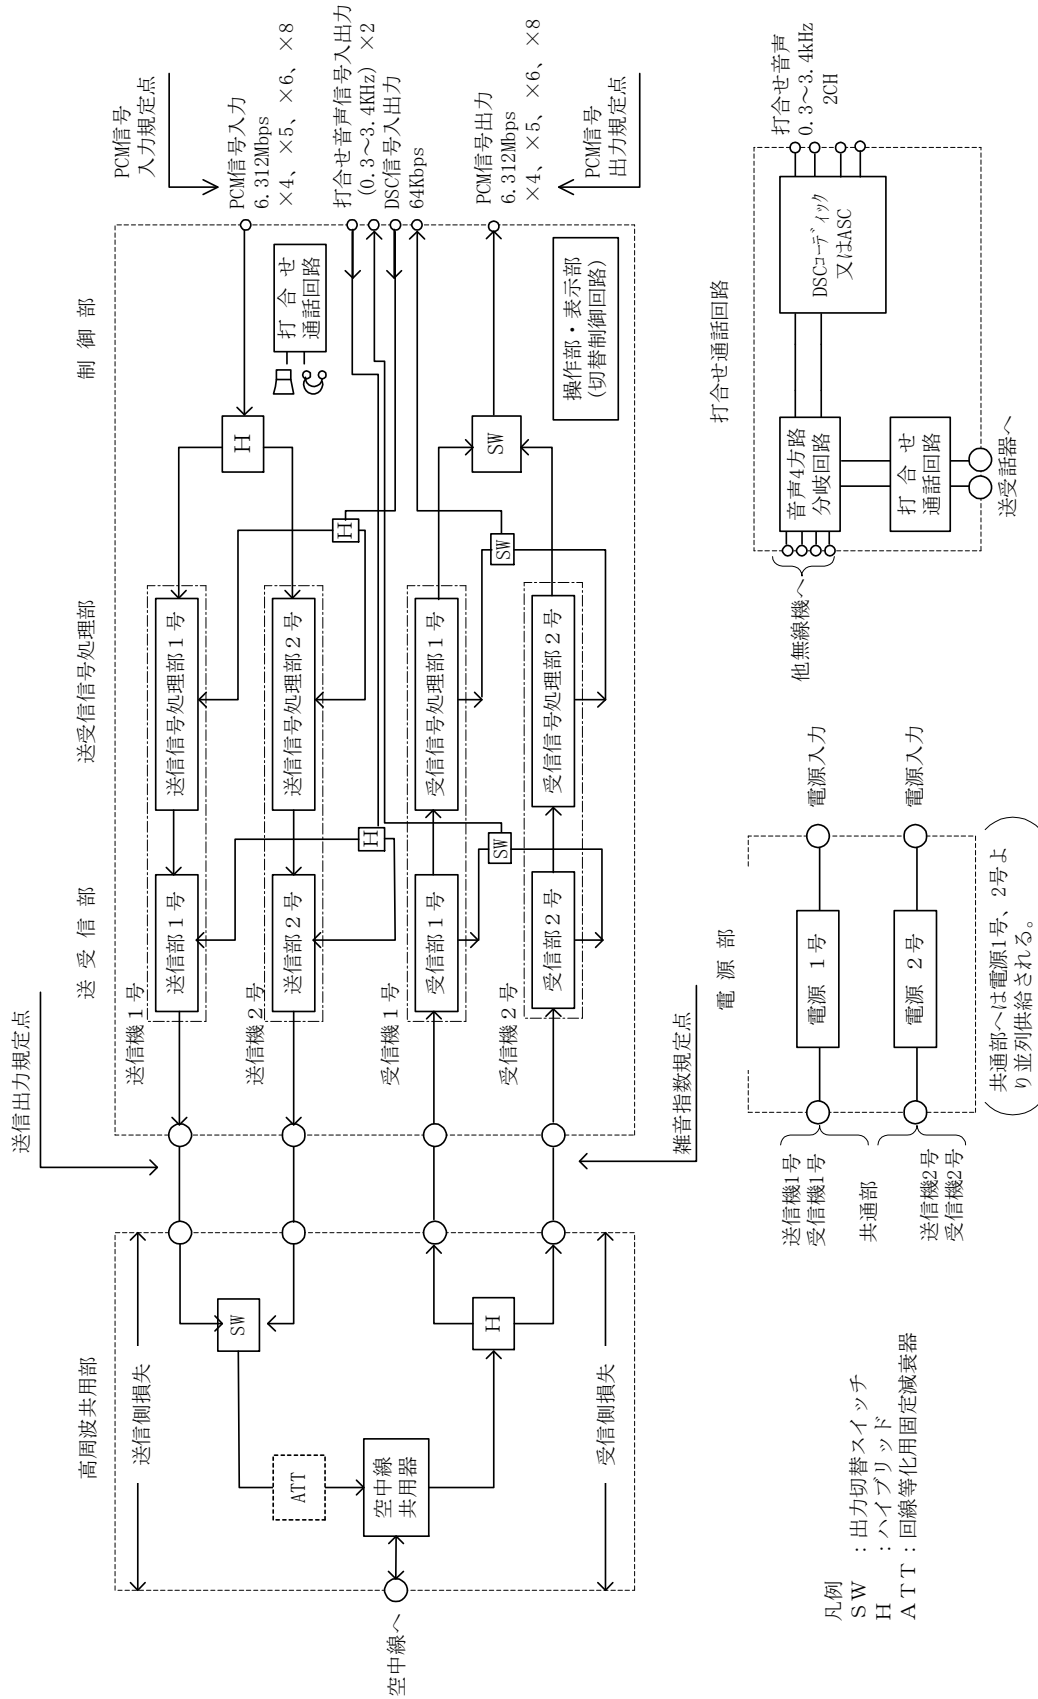 高周波共用部
送信側損失
空中線へ
SW
ATT
空中線
共用器
H
受信側損失
送信出力規定点
雑音指数規定点
送 受 信 部
送受信信号処理部
制 御 部
送信機１号
送信部１号
送信信号処理部１号
送信機２号
送信部２号
送信信号処理部２号
受信機１号
受信部１号
受信信号処理部１号
受信機２号
受信部２号
受信信号処理部２号
H
H
SW
SW
H
SW
打 合 せ
通話回路
操作部・表示部
(切替制御回路)
PCM信号
入力規定点
PCM信号入力
6.312Mbps
×4、×5、×6、×8
打合せ音声信号入出力
(0.3～3.4KHz) ×2
DSC信号入出力
64Kbps
PCM信号出力
6.312Mbps
×4、×5、×6、×8
PCM信号
出力規定点
凡例
ＳＷ ：出力切替スイッチ
Ｈ ：ハイブリッド
ＡＴＴ：回線等化用固定減衰器
電 源 部
送信機1号
受信機1号
共通部
送信機2号
受信機2号
電源 １号
電源 ２号
電源入力
電源入力
共通部へは電源1号、2号よ
り並列供給される。
打合せ通話回路
他無線機へ
音声4方路
分岐回路
打 合 せ
通話回路
送受話器へ
DSCｺｰﾃﾞｨｯｸ
又はASC
打合せ音声
0.3～3.4kHz
2CH